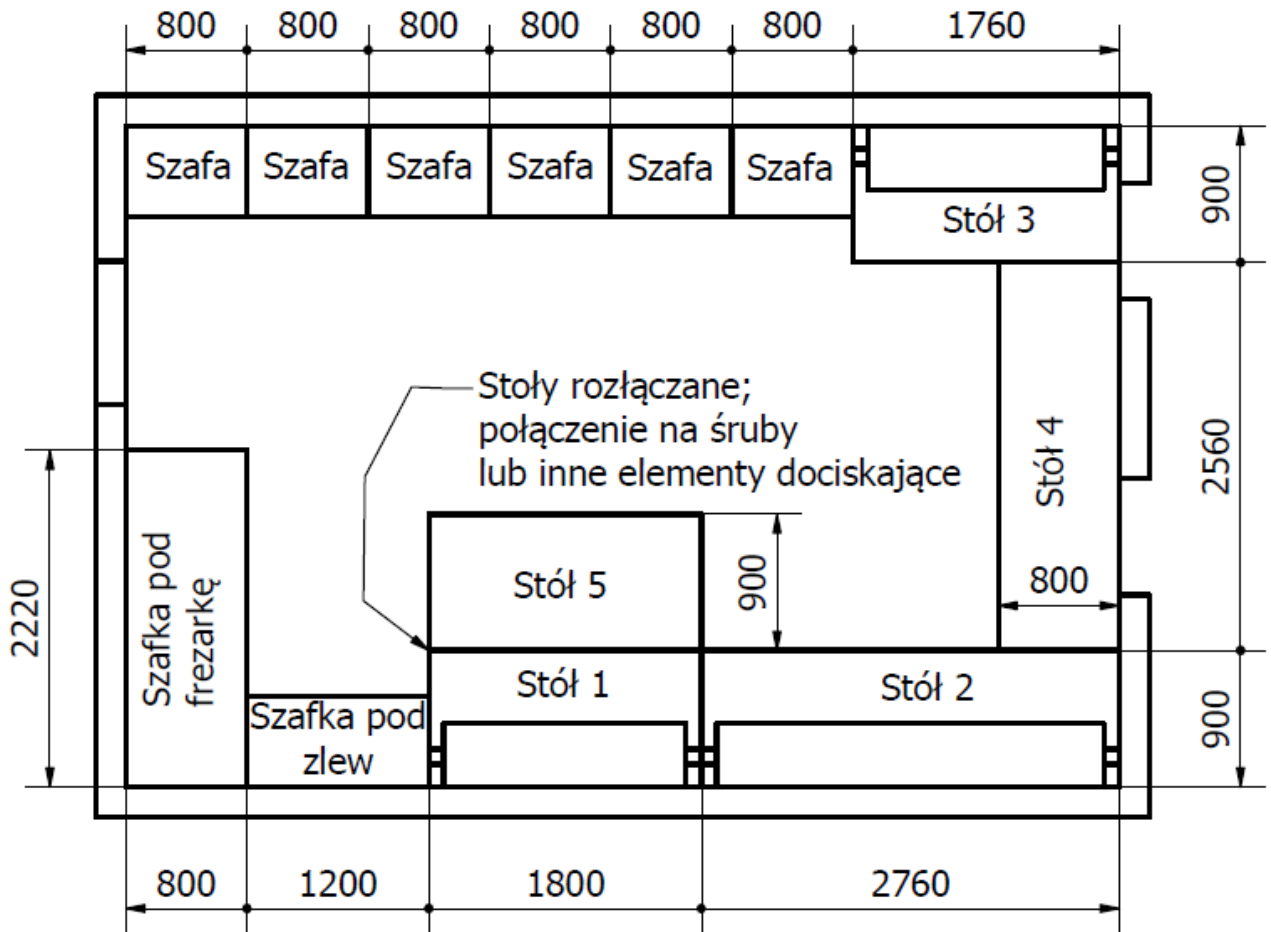 800 800 800 800 800 800 1760
Szafa Szafa Szafa Szafa Szafa Szafa
Stół 3
900
Stoły rozłączane;
połączenie na śruby
lub inne elementy dociskające
Stół 4
2560
2220
Szafka pod
frezarkę
Stół 5
900
800
Szafka pod
zlew
Stół 1
Stół 2
900
800 1200 1800 2760